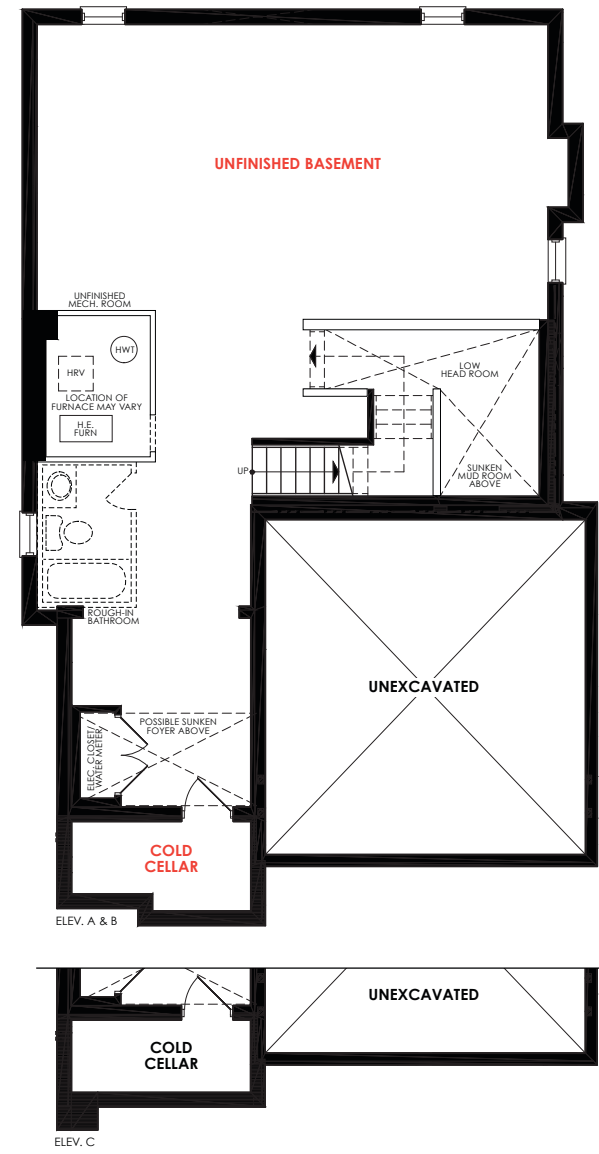 UNFINISHED BASEMENT
UNFINISHED
MECH. ROOM
HWT
HRV
LOCATION OF
FURNACE MAY VARY
H.E.
FURN
LOW
HEAD ROOM
UP
SUNKEN
MUD ROOM
ABOVE
ROUGH-IN
BATHROOM
UNEXCAVATED
POSSIBLE SUNKEN
FOYER ABOVE
ELEC. CLOSET/
WATER METER
COLD
CELLAR
ELEV. A & B
UNEXCAVATED
COLD
CELLAR
ELEV. C